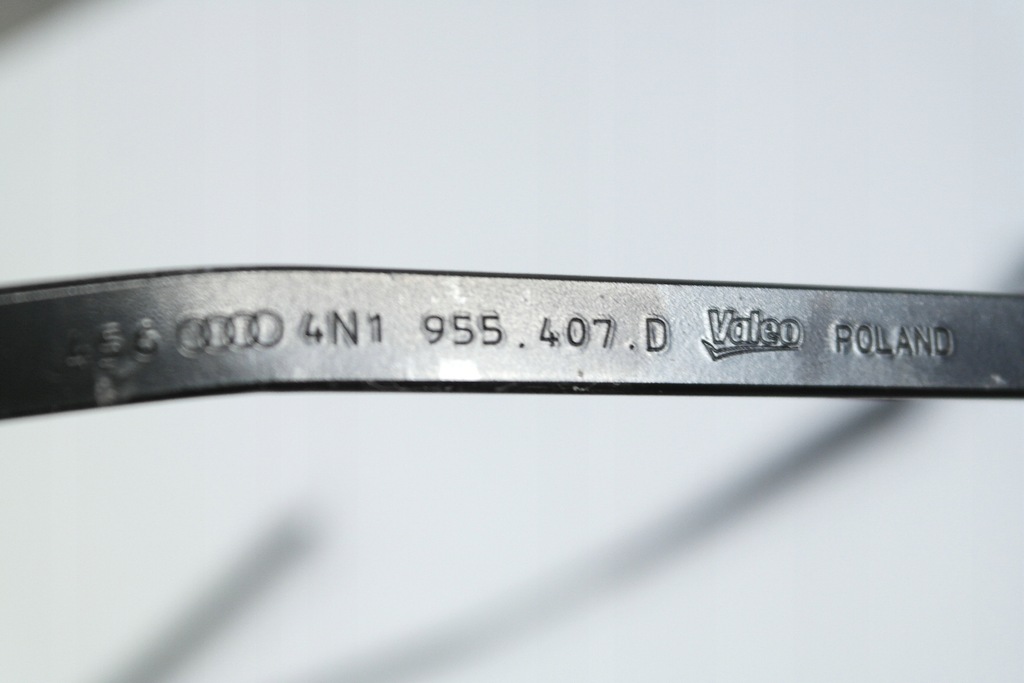 4N1 955.407.D Valeo POLAND